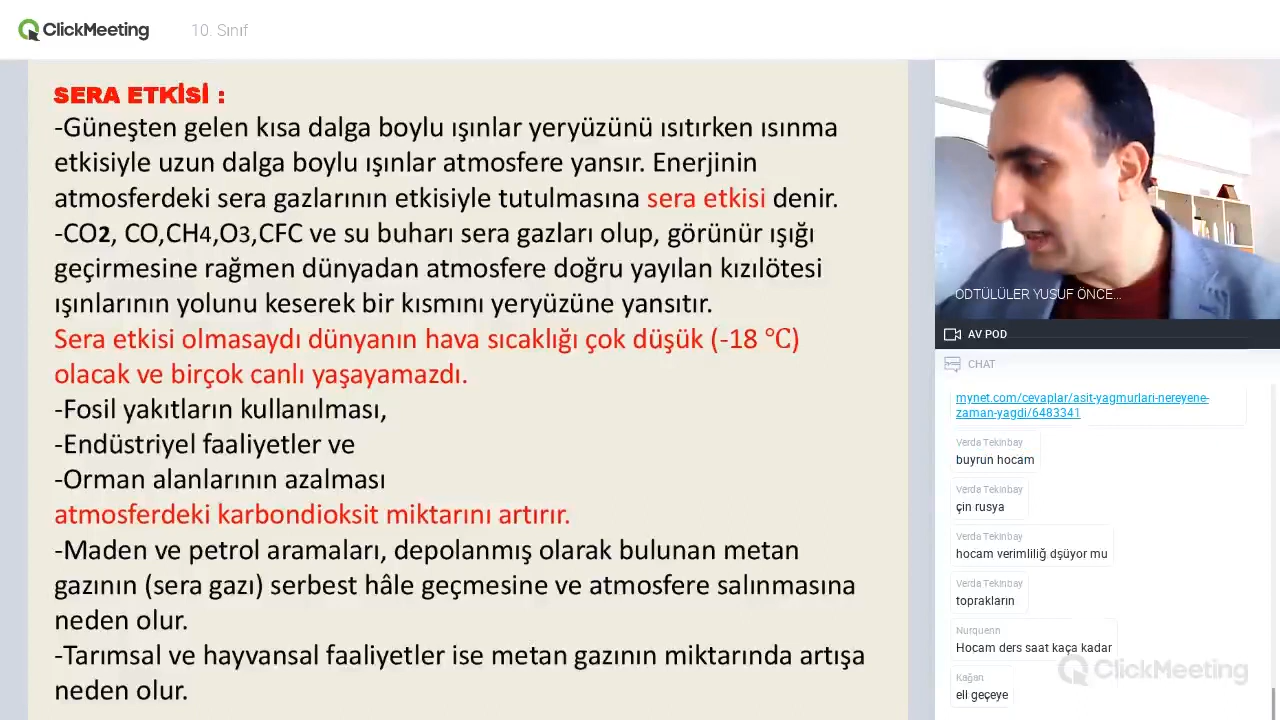 ClickMeeting
10. Sınıf
SERA ETKİSİ :
-Güneşten gelen kısa dalga boylu ışınlar yeryüzünü ısıtırken ısınma
etkisiyle uzun dalga boylu ışınlar atmosfere yansır. Enerjinin
atmosferdeki sera gazlarının etkisiyle tutulmasına sera etkisi denir.
-CO2, CO,CH4,O3,CFC ve su buharı sera gazları olup, görünür ışığı
geçirmesine rağmen dünyadan atmosfere doğru yayılan kızılötesi
ışınlarının yolunu keserek bir kısmını yeryüzüne yansıtır.
Sera etkisi olmasaydı dünyanın hava sıcaklığı çok düşük (-18 °C)
olacak ve birçok canlı yaşayamazdı.
-Fosil yakıtların kullanılması,
-Endüstriyel faaliyetler ve
-Orman alanlarının azalması
atmosferdeki karbondioksit miktarını artırır.
-Maden ve petrol aramaları, depolanmış olarak bulunan metan
gazının (sera gazı) serbest hâle geçmesine ve atmosfere salınmasına
neden olur.
-Tarımsal ve hayvansal faaliyetler ise metan gazının miktarında artışa
neden olur.
ODTÜLÜLER YUSUF ÖNCE...
AV POD
CHAT
mynet.com/cevaplar/asit-yagmurlari-nereyene-
zaman-yagdi/6483341
Verda Tekinbay
buyrun hocam
Verda Tekinbay
çin rusya
Verda Tekinbay
hocam verimliliğ dşüyor mu
Verda Tekinbay
toprakların
Nurquenn
Hocam ders saat kaça kadar
Kağan
ell geçeye
ClickMeeting